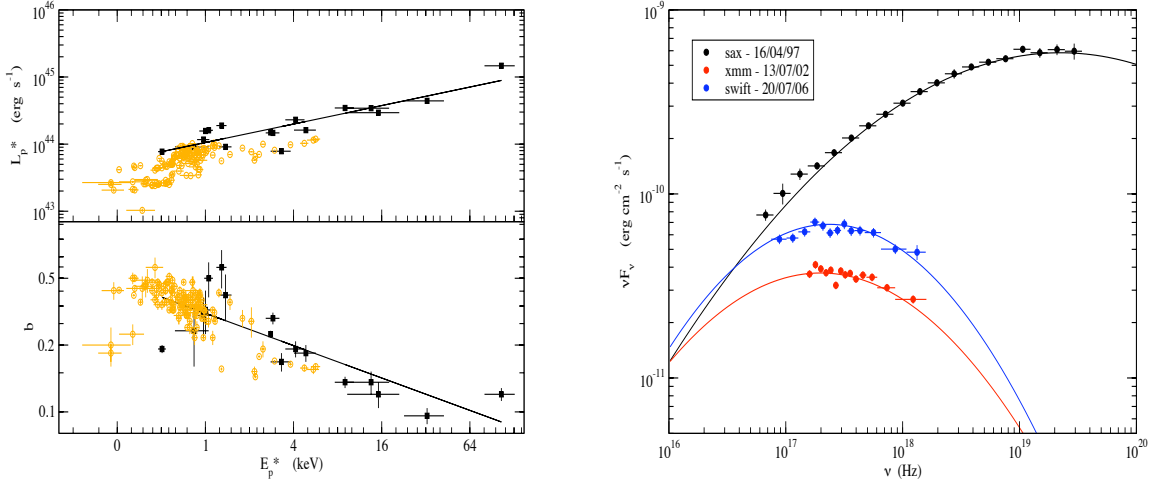 10^46
10^45
10^44
10^43
L_p* (erg s^-1)
0.5
0.2
0.1
b
0 1 4 16 64
E_p* (keV)
10^-9
10^-10
10^-11
νF_ν (erg cm^-2 s^-1)
sax - 16/04/97
xmm - 13/07/02
swift - 20/07/06
10^16 10^17 10^18 10^19 10^20
ν (Hz)